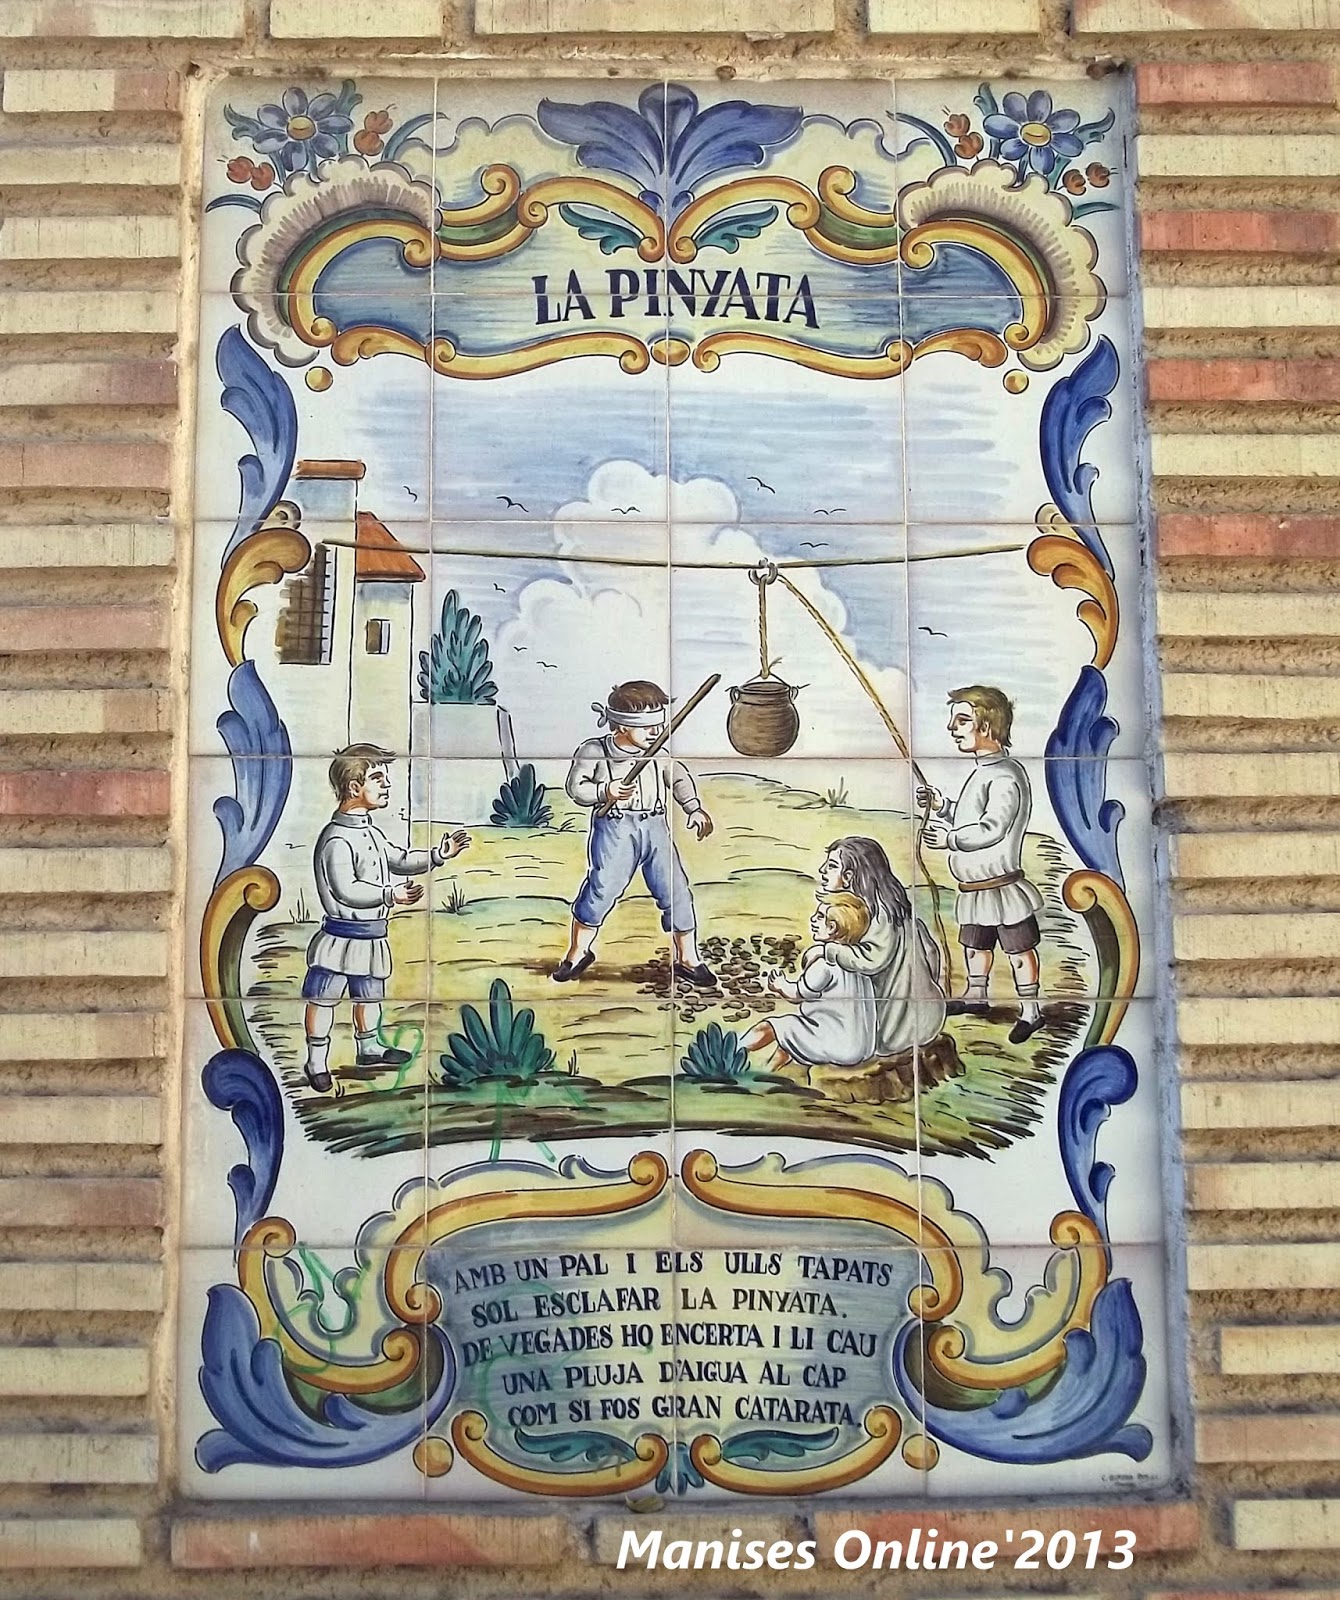 LA PINYATA
AMB UN PAL I ELS ULLS TAPATS
SOL ESCLAFAR LA PINYATA.
DE VEGADES HO ENCERTA I LI CAU
UNA PLUJA D'AIGUA AL CAP
COM SI FOS GRAN CATARATA.
Manises Online'2013